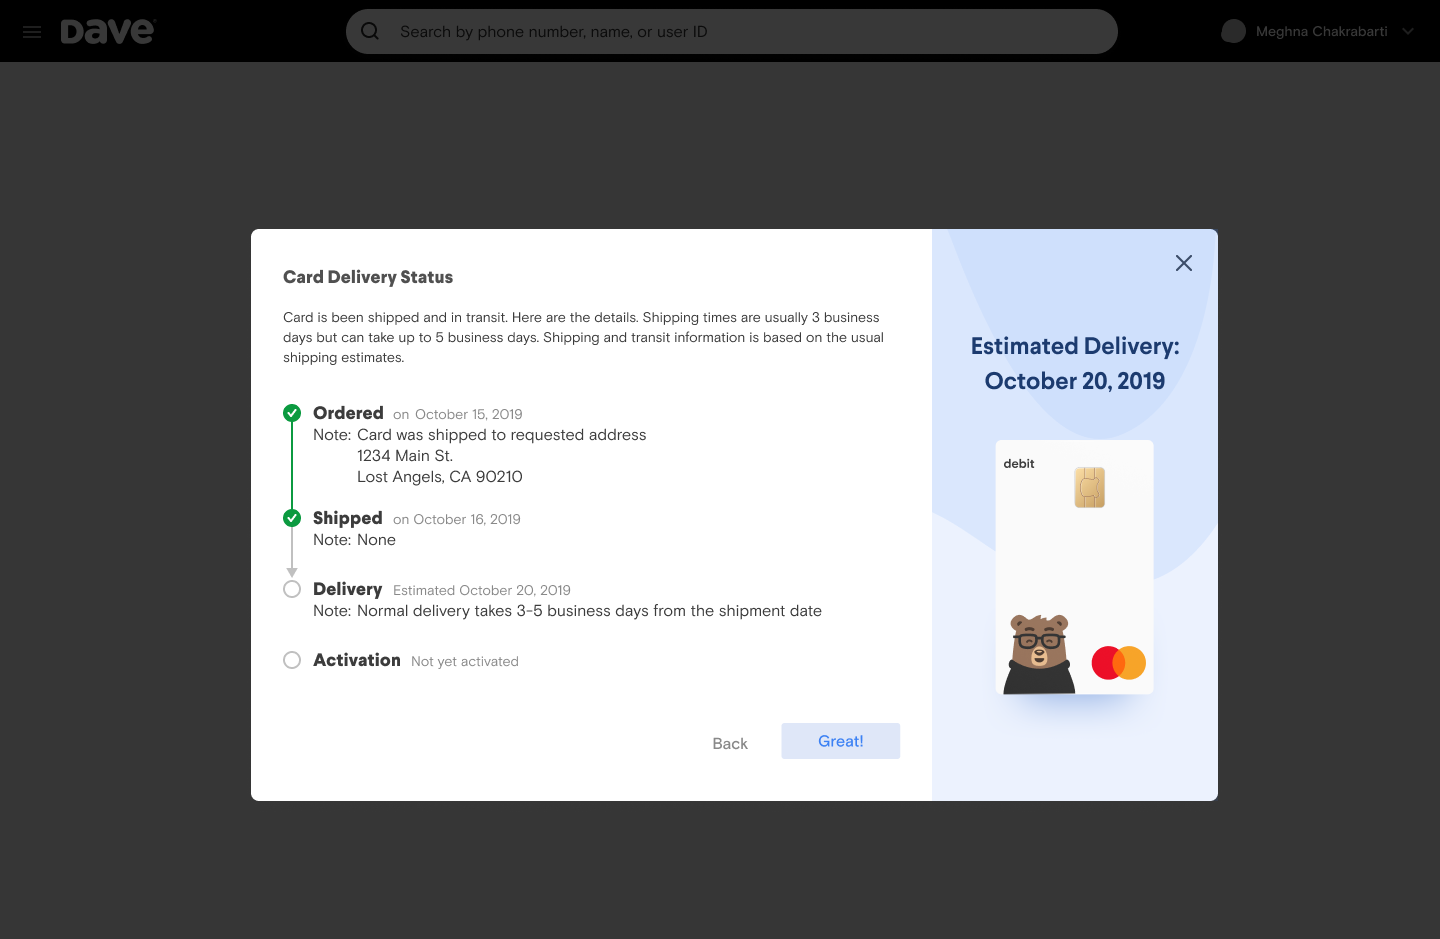 Dave
Search by phone number, name, or user ID
Meghna Chakrabarti
Card Delivery Status
Card is been shipped and in transit. Here are the details. Shipping times are usually 3 business
days but can take up to 5 business days. Shipping and transit information is based on the usual
shipping estimates.
Ordered on October 15, 2019
Note: Card was shipped to requested address
1234 Main St.
Lost Angels, CA 90210
Shipped on October 16, 2019
Note: None
Delivery Estimated October 20, 2019
Note: Normal delivery takes 3-5 business days from the shipment date
Activation Not yet activated
Back
Great!
Estimated Delivery:
October 20, 2019
debit